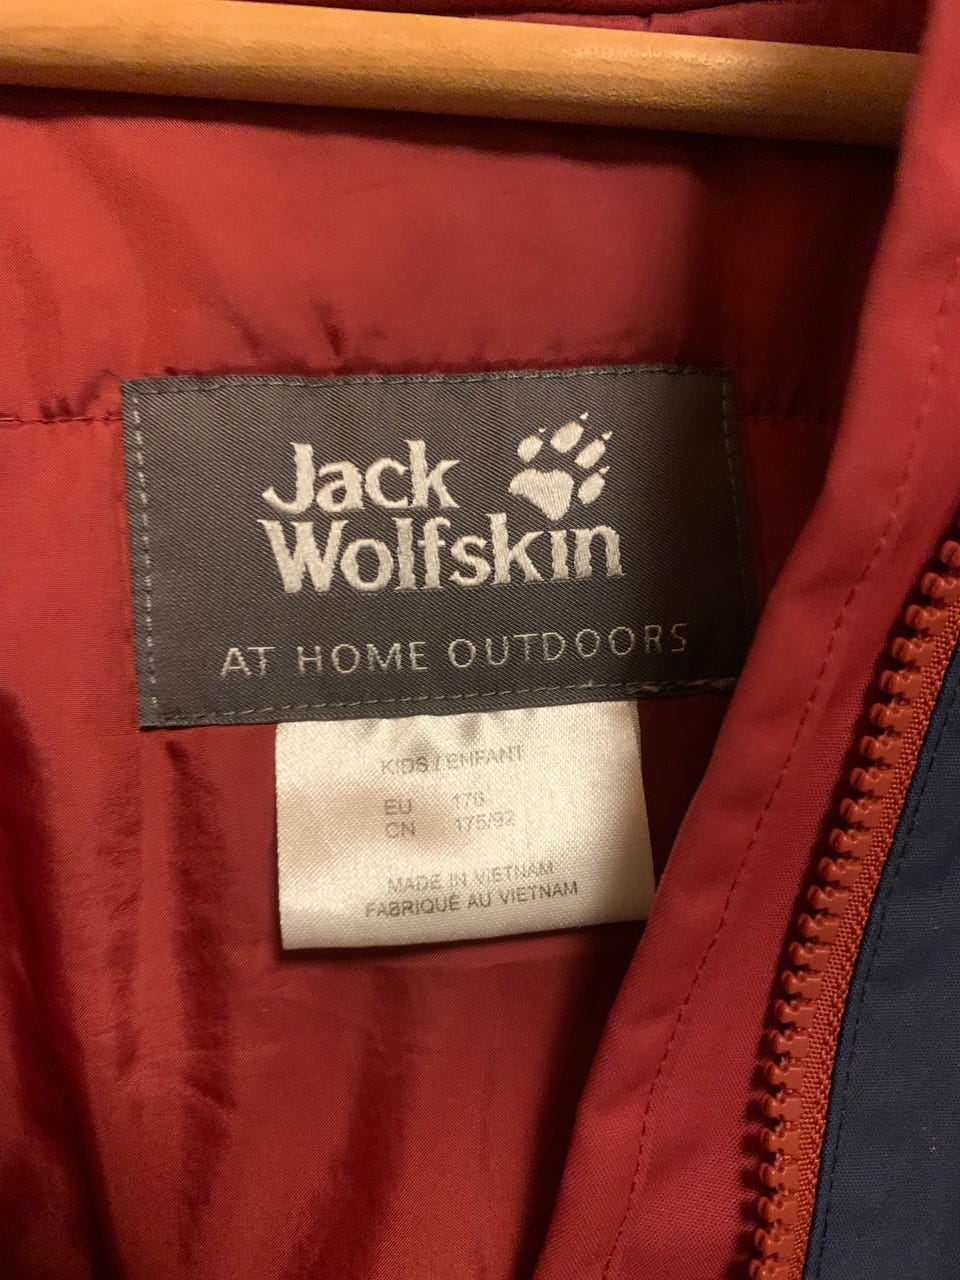 Jack
Wolfskin
AT HOME OUTDOORS
KIDS / ENFANT
EU 176
CN 175/92
MADE IN VIETNAM
FABRIQUÉ AU VIETNAM